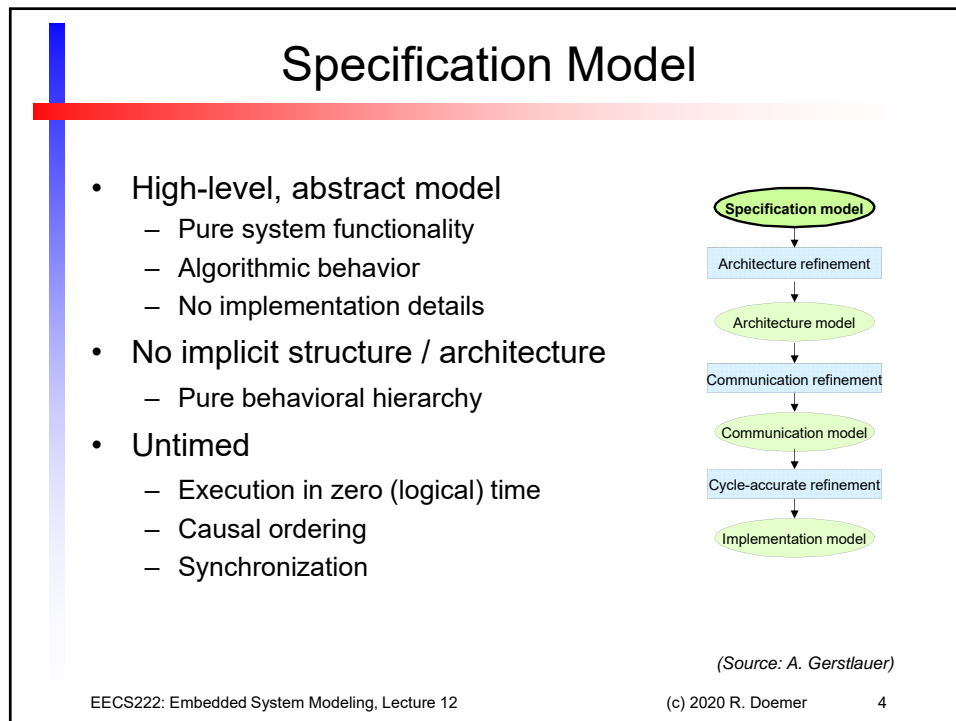 Specification Model
• High-level, abstract model
– Pure system functionality
– Algorithmic behavior
– No implementation details
• No implicit structure / architecture
– Pure behavioral hierarchy
• Untimed
– Execution in zero (logical) time
– Causal ordering
– Synchronization
Specification model
Architecture refinement
Architecture model
Communication refinement
Communication model
Cycle-accurate refinement
Implementation model
(Source: A. Gerstlauer)
EECS222: Embedded System Modeling, Lecture 12 (c) 2020 R. Doemer 4